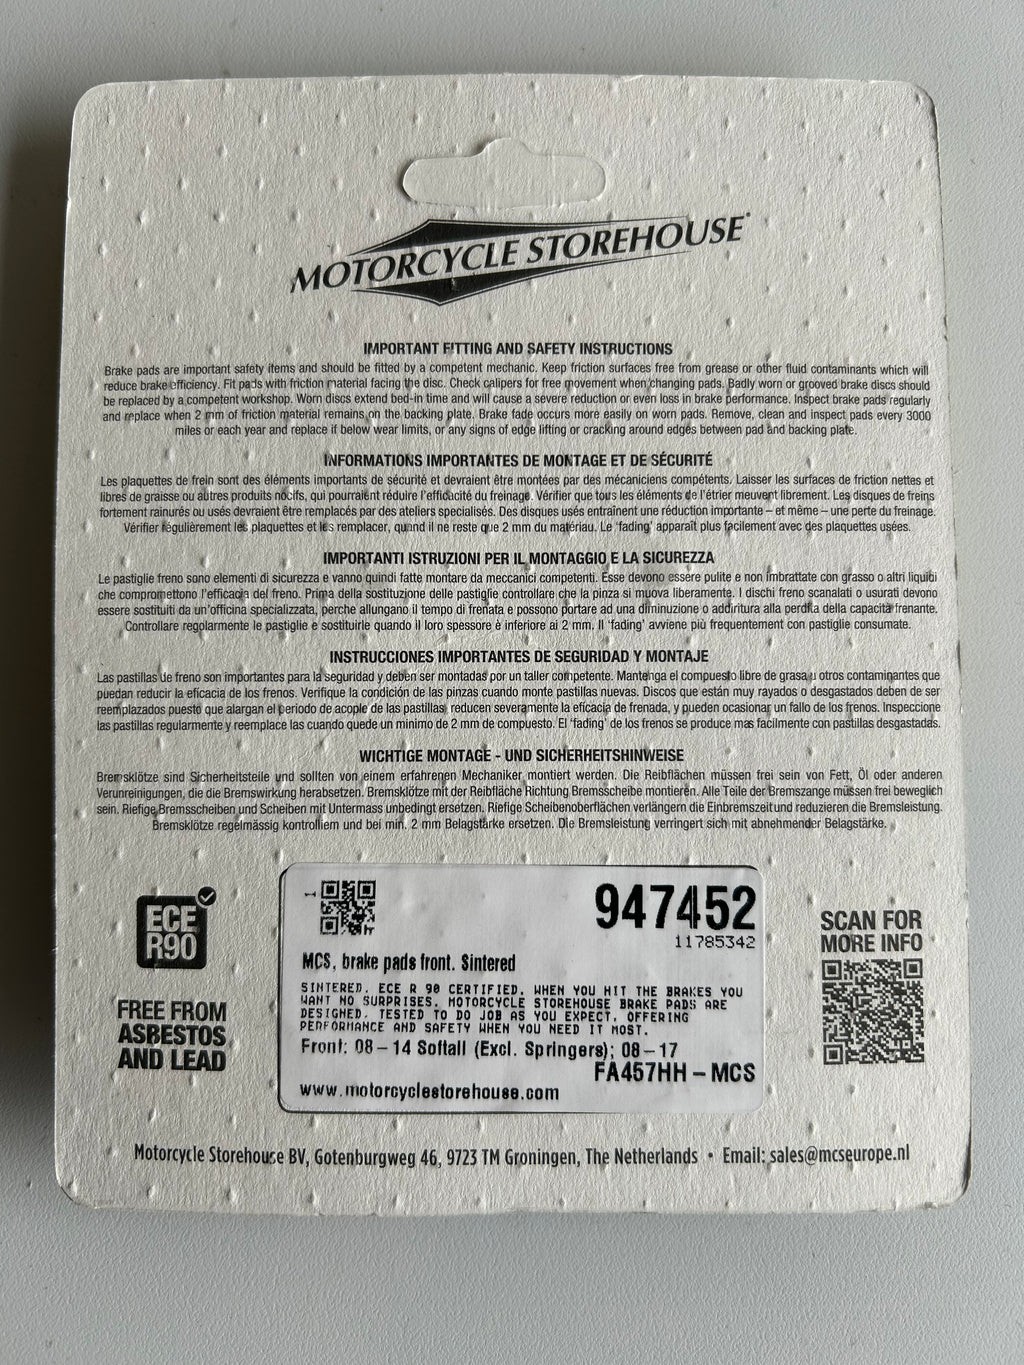 MOTORCYCLE STOREHOUSE
IMPORTANT FITTING AND SAFETY INSTRUCTIONS
Brake pads are important safety items and should be fitted by a competent mechanic. Keep friction surfaces free from grease or other fluid contaminants which will
reduce brake efficiency. Fit pads with friction material facing the disc. Check calipers for free movement when changing pads. Badly worn or grooved brake discs should
be replaced by a competent workshop. Worn discs extend bed-in time and will cause a severe reduction or even loss in brake performance. Inspect brake pads regularly
and replace when 2 mm of friction material remains on the backing plate. Brake fade occurs more easily on worn pads. Remove, clean and inspect pads every 3000
miles or each year and replace if below wear limits, or any signs of edge lifting or cracking around edges between pad and backing plate.
INFORMATIONS IMPORTANTES DE MONTAGE ET DE SÉCURITÉ
Les plaquettes de frein sont des éléments importants de sécurité et devraient être montées par des mécaniciens compétents. Laisser les surfaces de friction nettes et
libres de graisse ou autres produits nocifs, qui pourraient réduire l'efficacité du freinage. Vérifier que tous les éléments de l'étrier meuvent librement. Les disques de freins
fortement rainurés ou usés devraient être remplacés par des ateliers specialisés. Des disques usés entraînent une réduction importante – et même – une perte du freinage.
Vérifier régulièrement les plaquettes et les remplacer, quand il ne reste que 2 mm du matériau. Le 'fading' apparaît plus facilement avec des plaquettes usées.
IMPORTANTI ISTRUZIONI PER IL MONTAGGIO E LA SICUREZZA
Le pastiglie freno sono elementi di sicurezza e vanno quindi fatte montare da meccanici competenti. Esse devono essere pulite e non imbrattate con grasso o altri liquidi
che compromettono l'efficacia del freno. Prima della sostituzione delle pastiglie controllare che la pinza si muova liberamente. I dischi freno scanalati o usurati devono
essere sostituiti da un'officina specializzata, perche allungano il tempo di frenata e possono portare ad una diminuzione o addiritura alla perdita della capacità frenante.
Controllare regolarmente le pastiglie e sostituirle quando il loro spessore è inferiore ai 2 mm. Il 'fading' avviene più frequentemente con pastiglie consumate.
INSTRUCCIONES IMPORTANTES DE SEGURIDAD Y MONTAJE
Las pastillas de freno son importantes para la seguridad y deben ser montadas por un taller competente. Mantenga el compuesto libre de grasa u otros contaminantes que
puedan reducir la eficacia de los frenos. Verifique la condición de las pinzas cuando monte pastillas nuevas. Discos que están muy rayados o desgastados deben de ser
reemplazados puesto que alargan el periodo de acople de las pastillas, reducen severamente la eficacia de frenada, y pueden ocasionar un fallo de los frenos. Inspeccione
las pastillas regularmente y reemplace las cuando quede un minimo de 2 mm de compuesto. El 'fading' de los frenos se produce mas facilmente con pastillas desgastadas.
WICHTIGE MONTAGE - UND SICHERHEITSHINWEISE
Bremsklötze sind Sicherheitsteile und sollten von einem erfahrenen Mechaniker montiert werden. Die Reibflächen müssen frei sein von Fett, Öl oder anderen
Verunreinigungen, die die Bremswirkung herabsetzen. Bremsklötze mit der Reibfläche Richtung Bremsscheibe montieren. Alle Teile der Bremszange müssen frei beweglich
sein. Riefige Bremsscheiben und Scheiben mit Untermass unbedingt ersetzen. Riefige Scheibenoberflächen verlängern die Einbremszeit und reduzieren die Bremsleistung.
Bremsklötze regelmässig kontrolliern und bei min. 2 mm Belagstärke ersetzen. Die Bremsleistung verringert sich mit abnehmender Belagstärke.
ECE
R90
FREE FROM
ASBESTOS
AND LEAD
947452
11785342
MCS, brake pads front. Sintered
SINTERED. ECE R 90 CERTIFIED. WHEN YOU HIT THE BRAKES YOU
WANT NO SURPRISES. MOTORCYCLE STOREHOUSE BRAKE PADS ARE
DESIGNED. TESTED TO DO JOB AS YOU EXPECT, OFFERING
PERFORMANCE AND SAFETY WHEN YOU NEED IT MOST.
Front: 08-14 Softail (Excl. Springers); 08-17
FA457HH-MCS
www.motorcyclestorehouse.com
SCAN FOR
MORE INFO
Motorcycle Storehouse BV, Gotenburgweg 46, 9723 TM Groningen, The Netherlands • Email: sales@mcseurope.nl